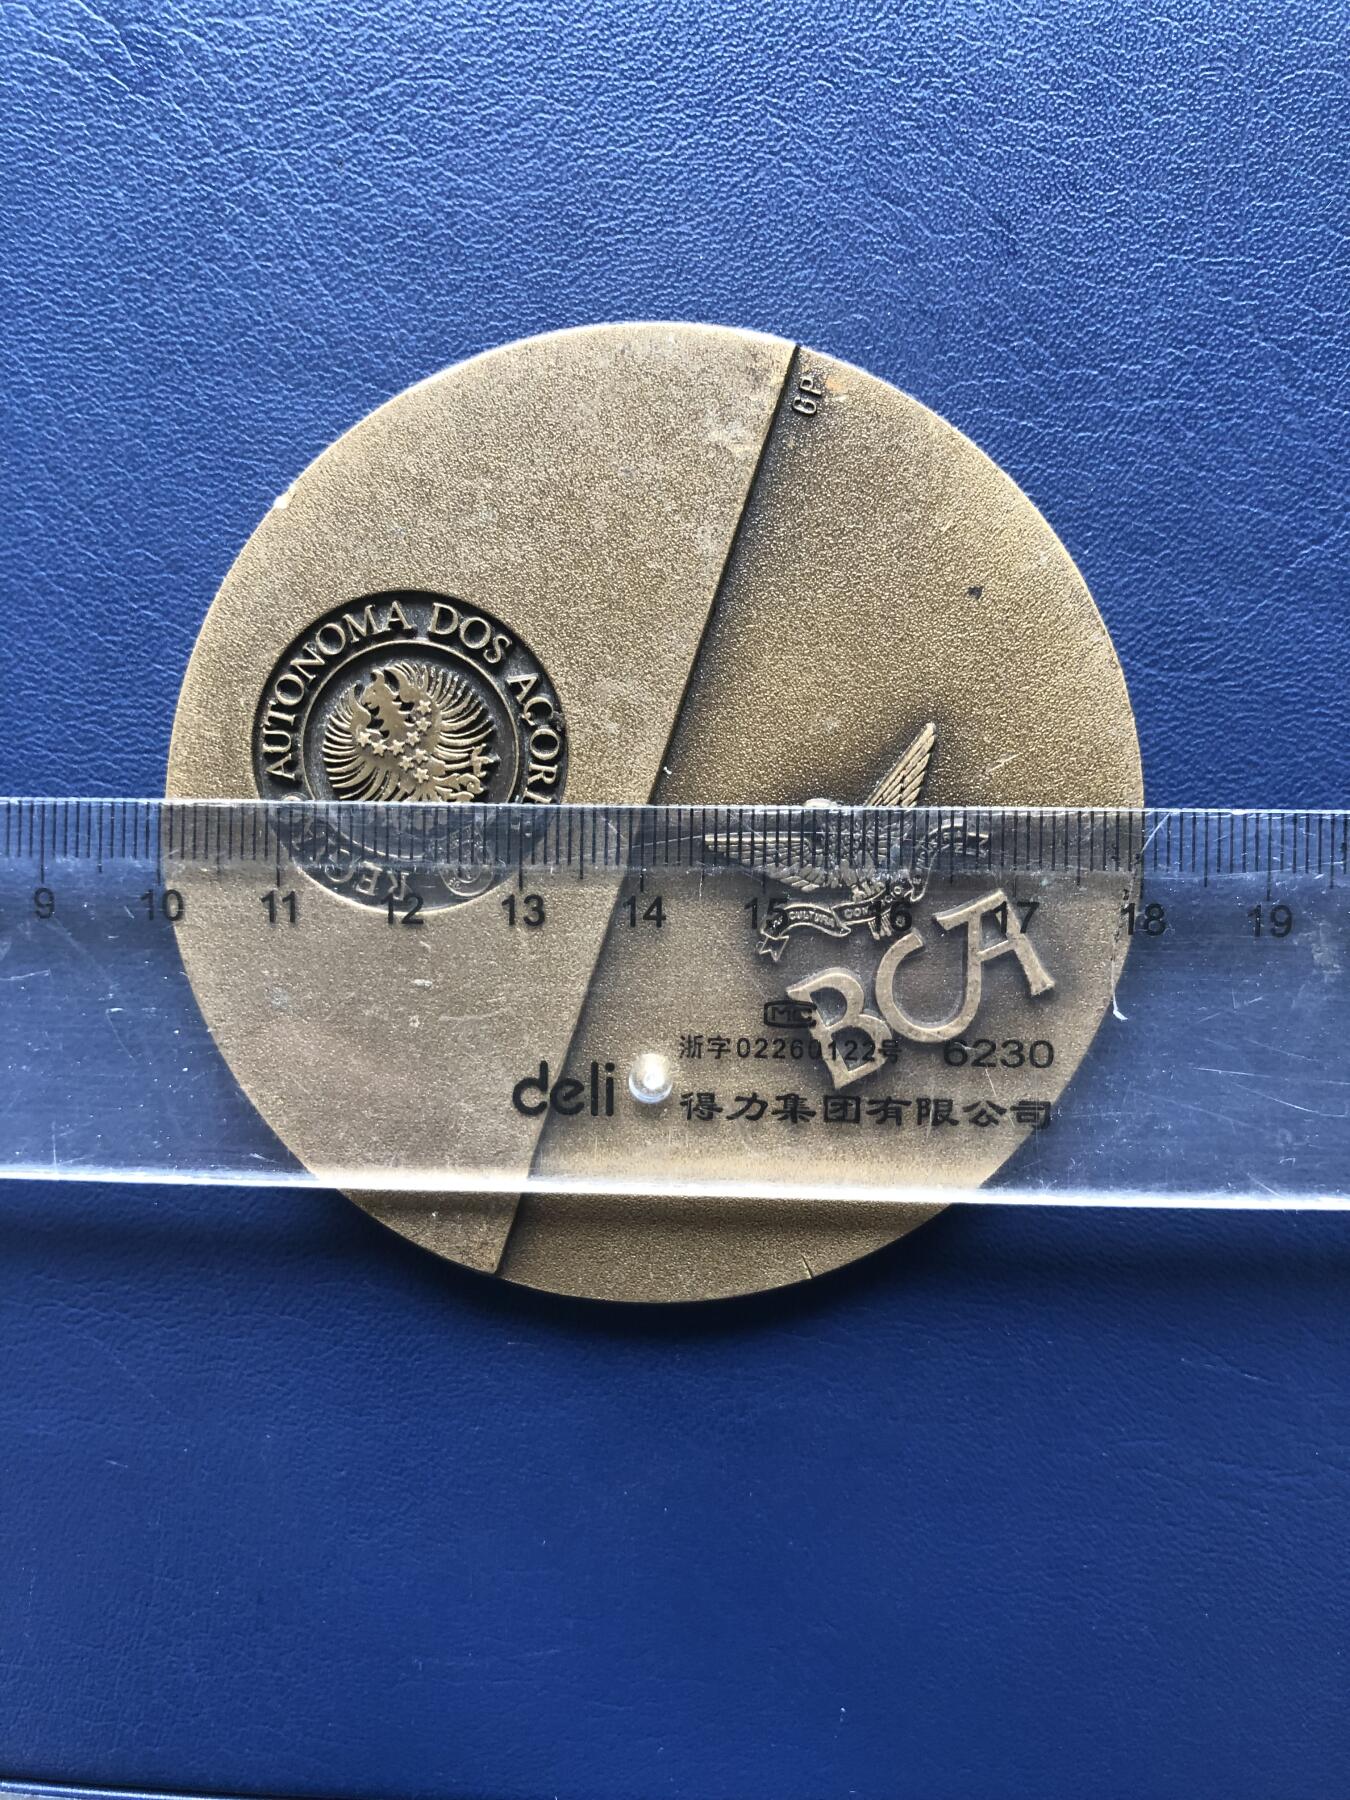 GP
AUTONOMA DOS AÇOR
9 10 11 12 13 14 15 16 17 18 19
BCA
MC
浙字02260122号 6230
deli 得力集团有限公司